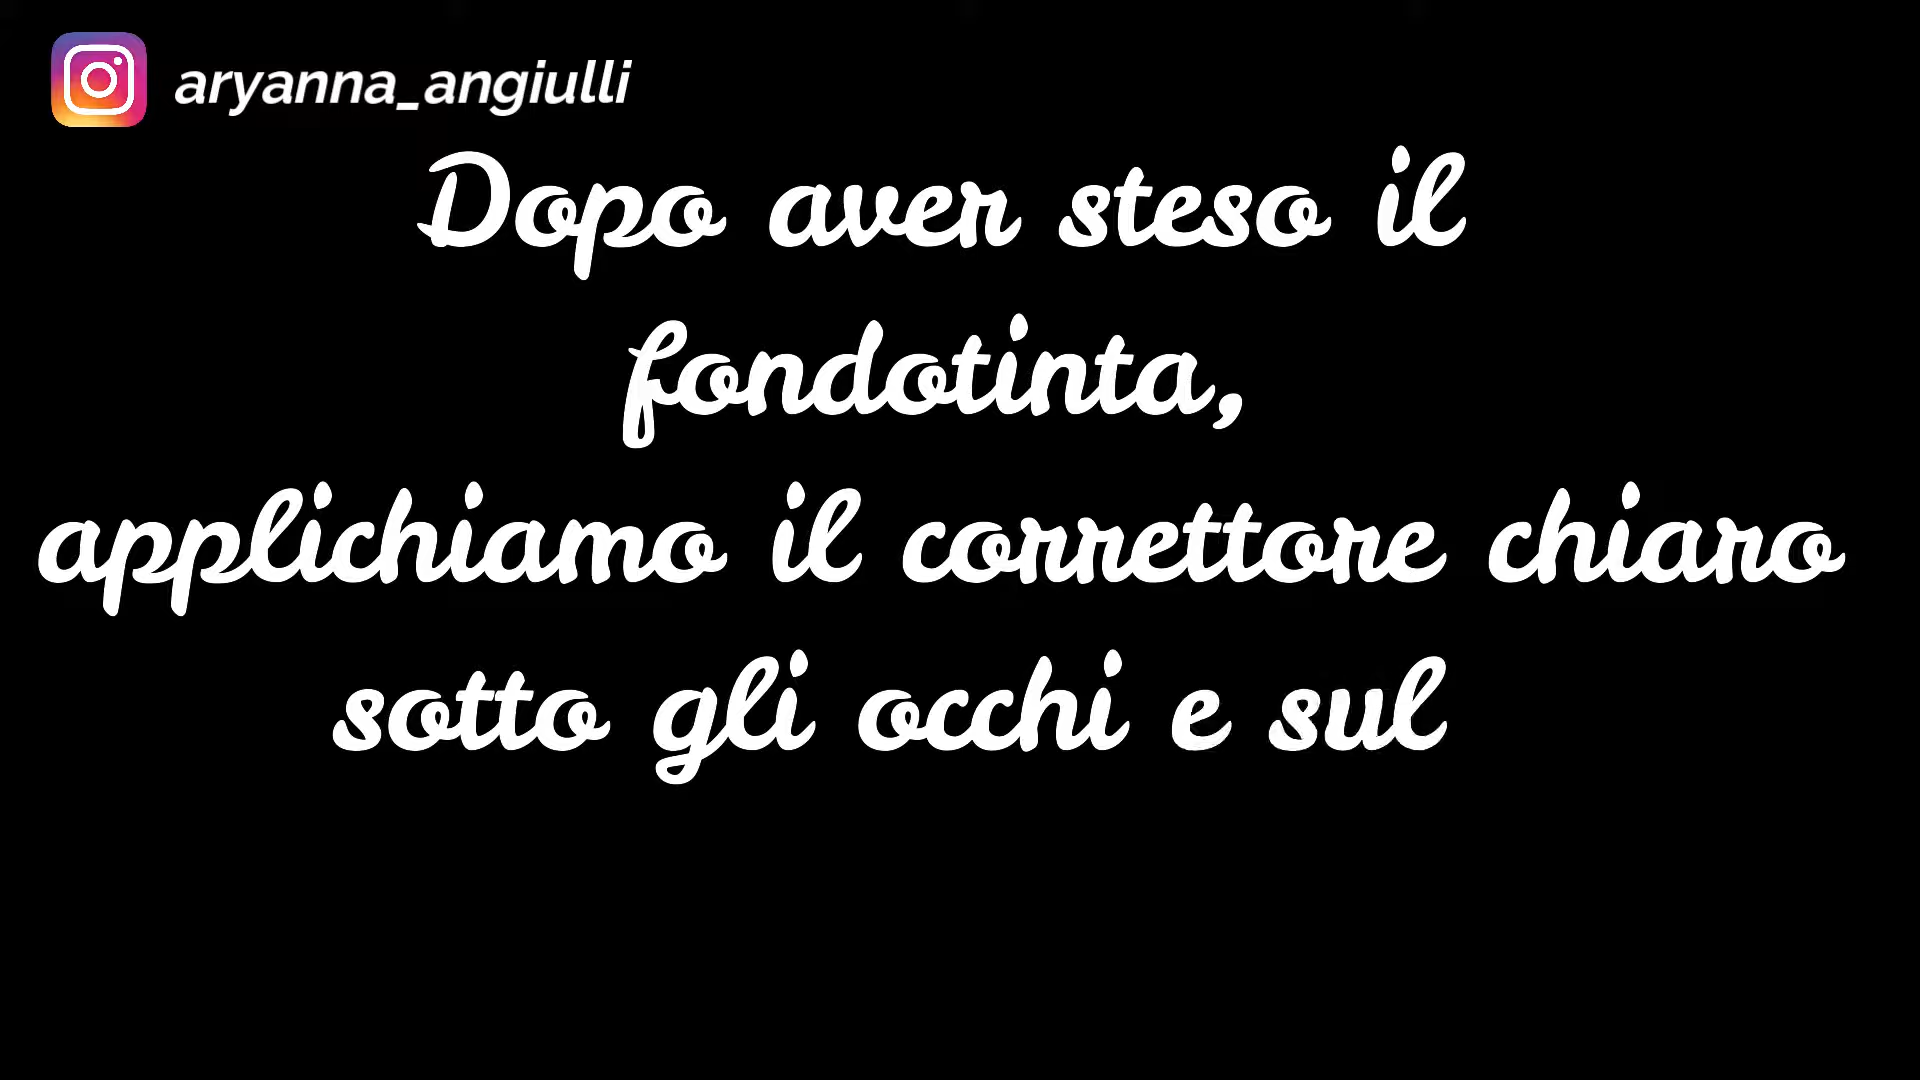 aryanna_angiulli
Dopo aver steso il
fondotinta,
applichiamo il correttore chiaro
sotto gli occhi e sul